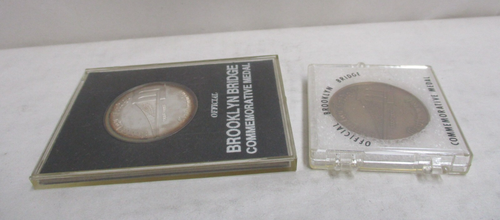 OFFICIAL
BROOKLYN BRIDGE
COMMEMORATIVE MEDAL
OFFICIAL BROOKLYN BRIDGE
COMMEMORATIVE MEDAL